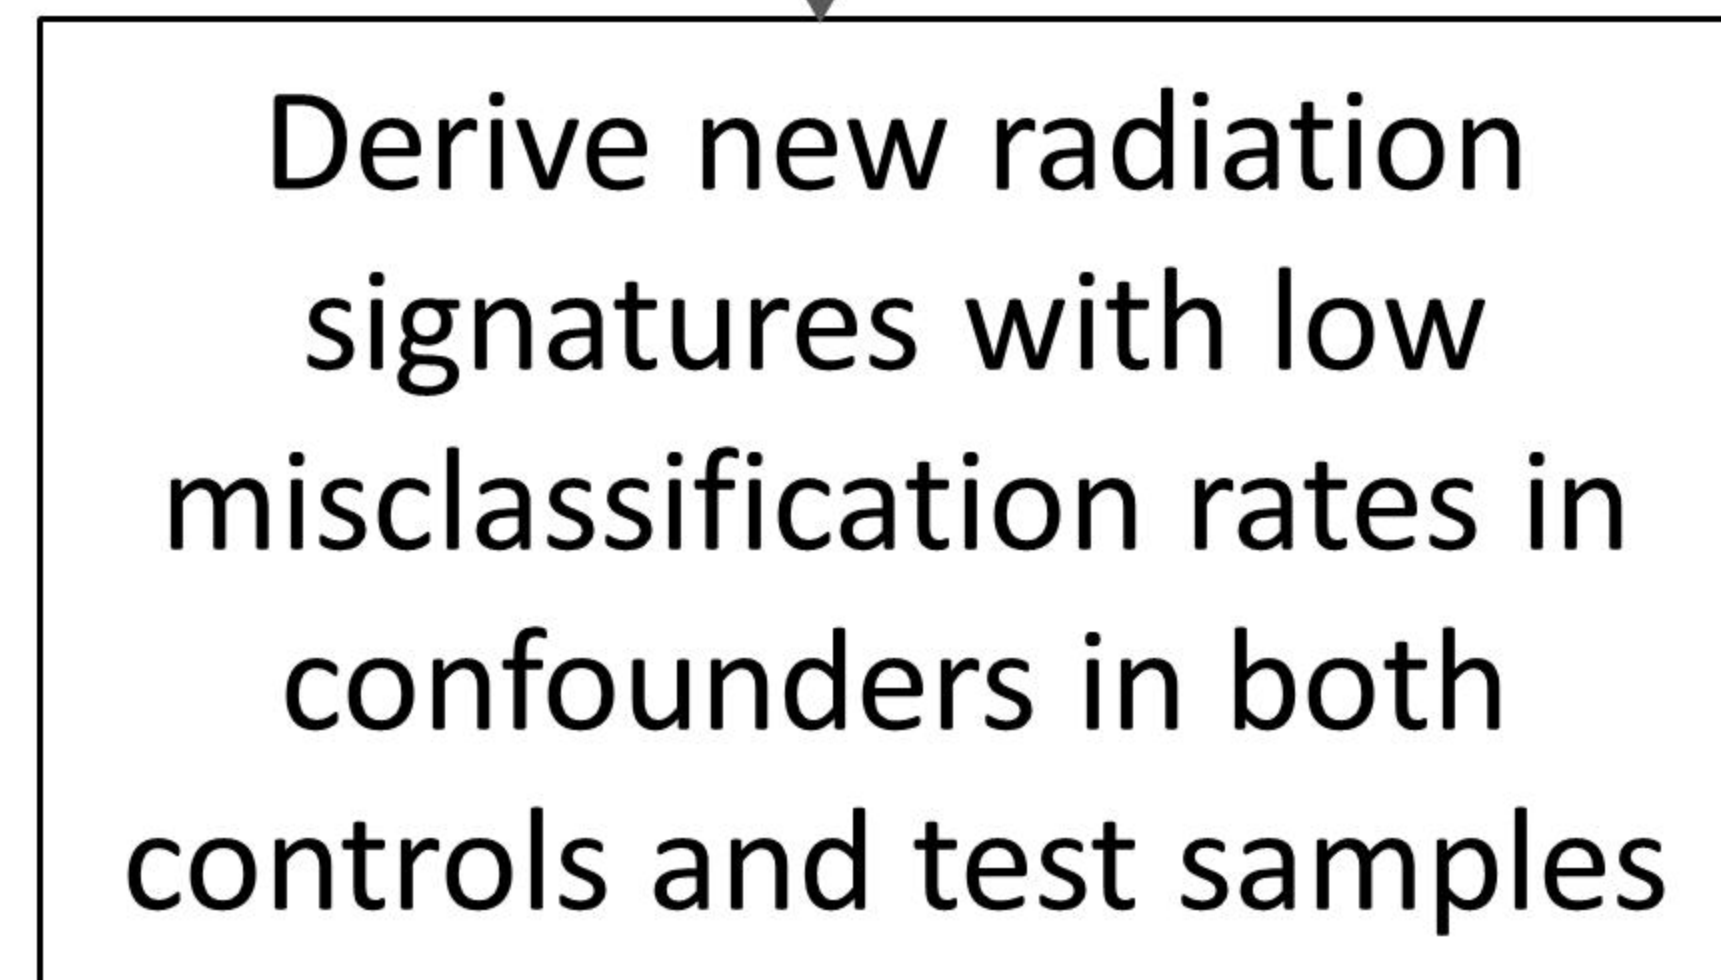 Derive new radiation
signatures with low
misclassification rates in
confounders in both
controls and test samples